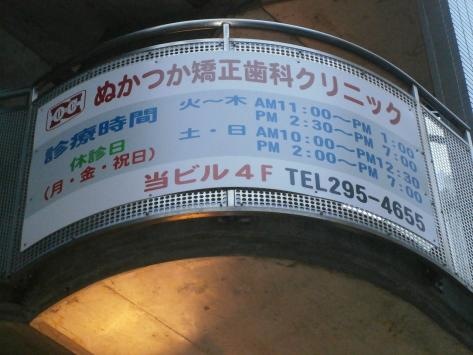 ぬかつか矯正歯科クリニック
診療時間 火～木 AM11:00～PM 1:00
PM 2:30～PM 7:00
休診日 土・日 AM10:00～PM12:30
(月・金・祝日) PM 2:00～PM 7:00
当ビル4F TEL295-4655